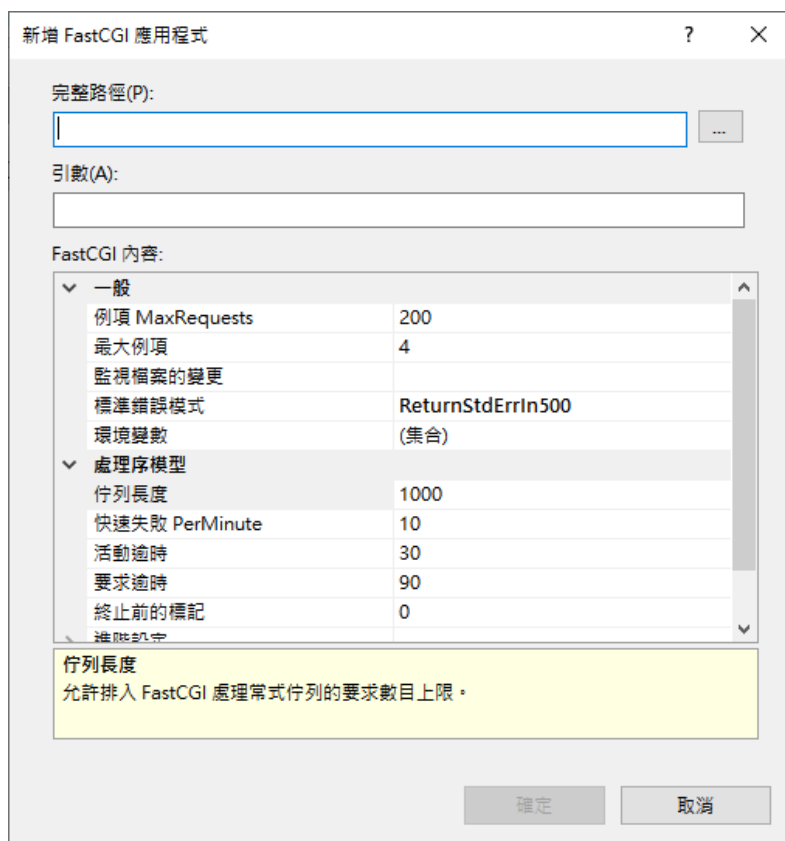 新增 FastCGI 應用程式 ?
完整路徑(P):
...
引數(A):
FastCGI 內容:
一般
例項 MaxRequests 200
最大例項 4
監視檔案的變更
標準錯誤模式 ReturnStdErrIn500
環境變數 (集合)
處理序模型
佇列長度 1000
快速失敗 PerMinute 10
活動逾時 30
要求逾時 90
終止前的標記 0
進階設定
佇列長度
允許排入 FastCGI 處理常式佇列的要求數目上限。
確定 取消